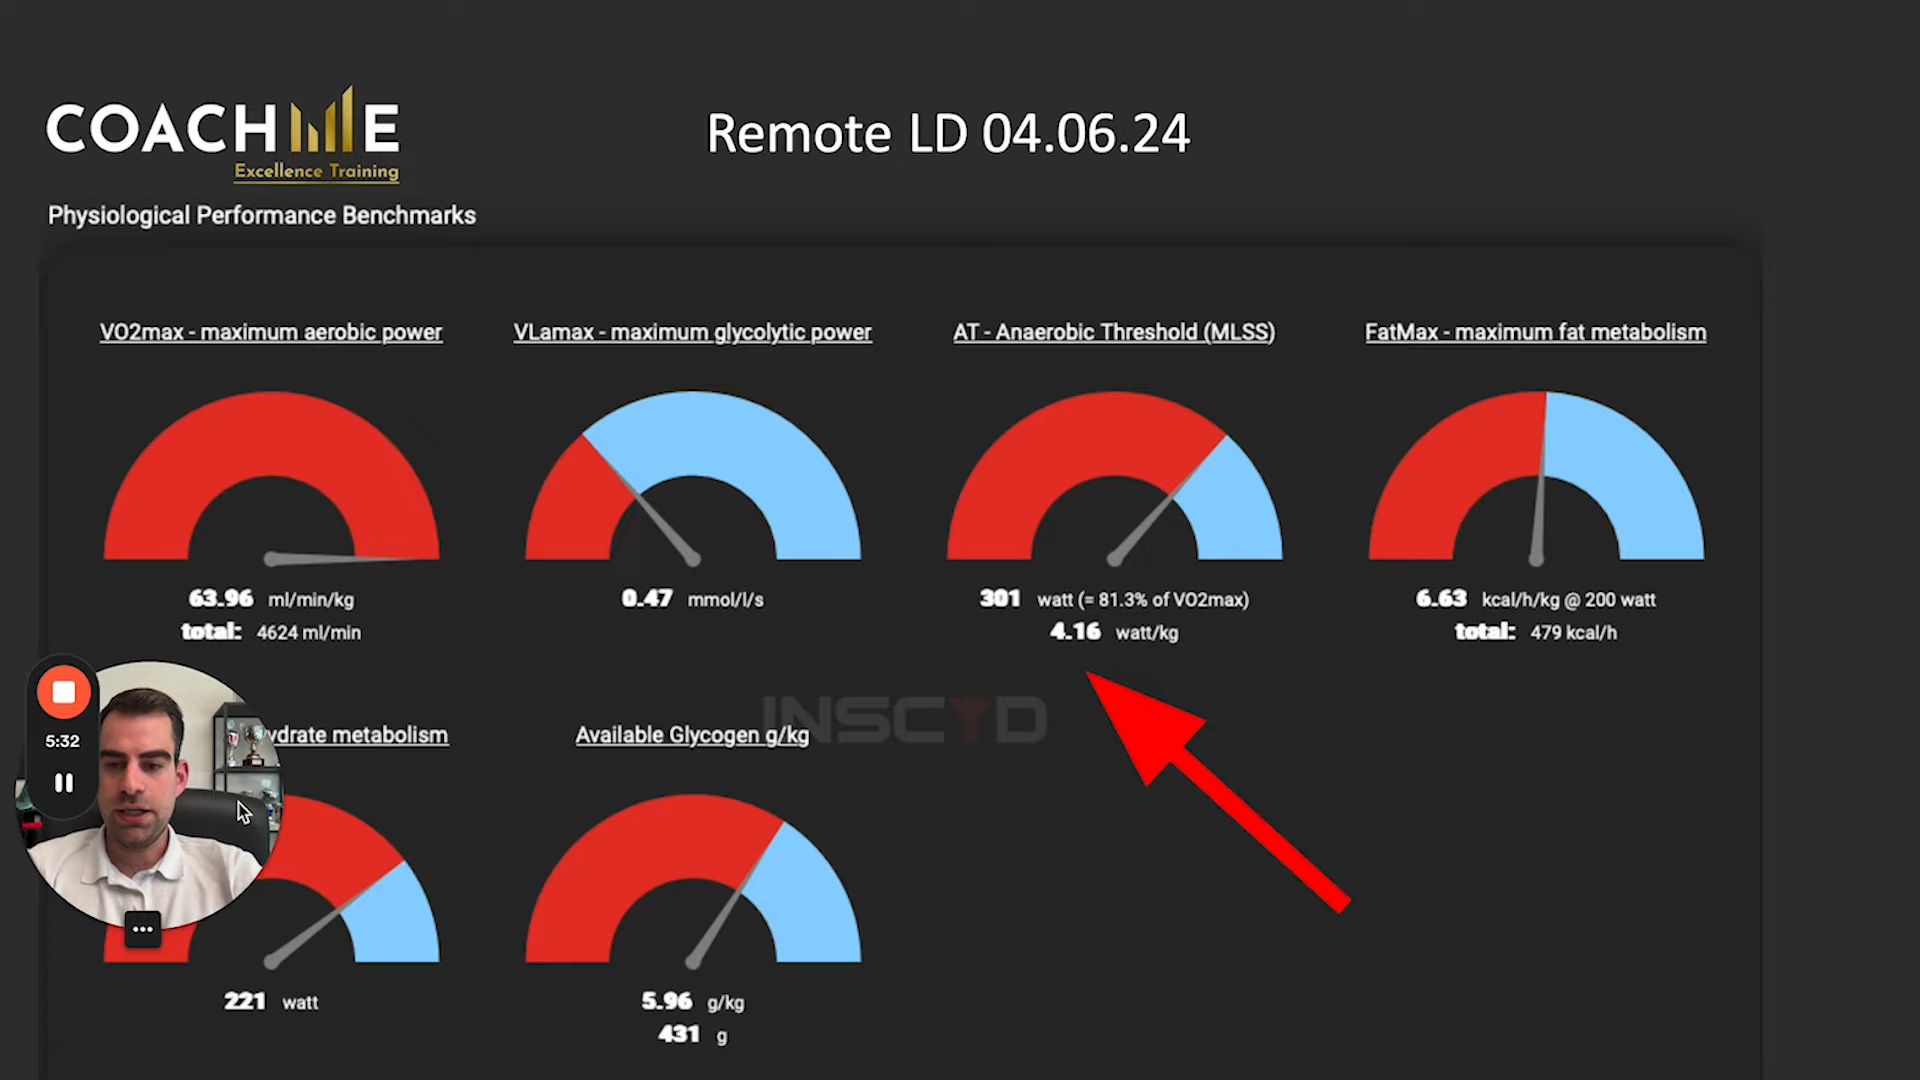 COACHME
Excellence Training
Remote LD 04.06.24
Physiological Performance Benchmarks
VO2max - maximum aerobic power
63.96 ml/min/kg
total: 4624 ml/min
VLamax - maximum glycolytic power
0.47 mmol/l/s
AT - Anaerobic Threshold (MLSS)
301 watt (= 81.3% of VO2max)
4.16 watt/kg
FatMax - maximum fat metabolism
6.63 kcal/h/kg @ 200 watt
total: 479 kcal/h
INSCYD
5:32
ydrate metabolism
221 watt
Available Glycogen g/kg
5.96 g/kg
431 g